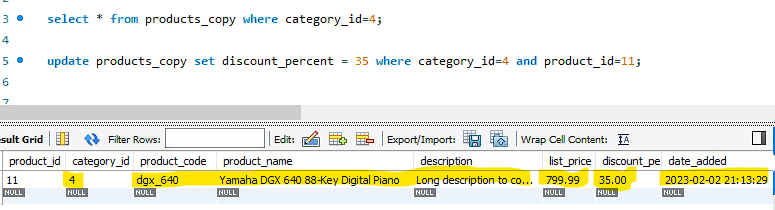 3 select * from products_copy where category_id=4;
4
5 update products_copy set discount_percent = 35 where category_id=4 and product_id=11;
6
7
esult Grid Filter Rows: Edit: Export/Import: Wrap Cell Content: IA
product_id category_id product_code product_name description list_price discount_pe date_added
11 4 dgx_640 Yamaha DGX 640 88-Key Digital Piano Long description to co... 799.99 35.00 2023-02-02 21:13:29
NULL NULL NULL NULL NULL NULL NULL NULL